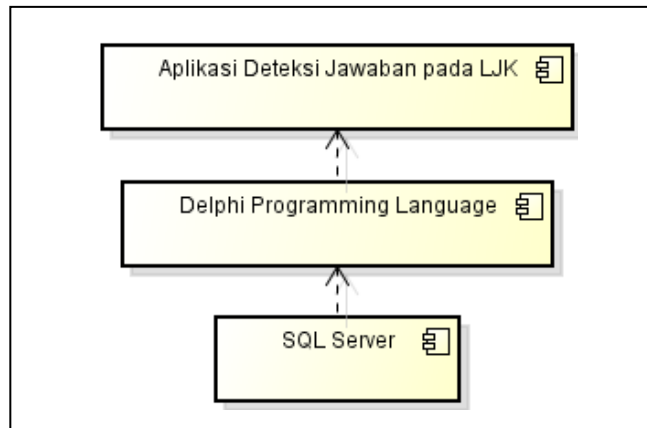 Aplikasi Deteksi Jawaban pada LJK
Delphi Programming Language
SQL Server